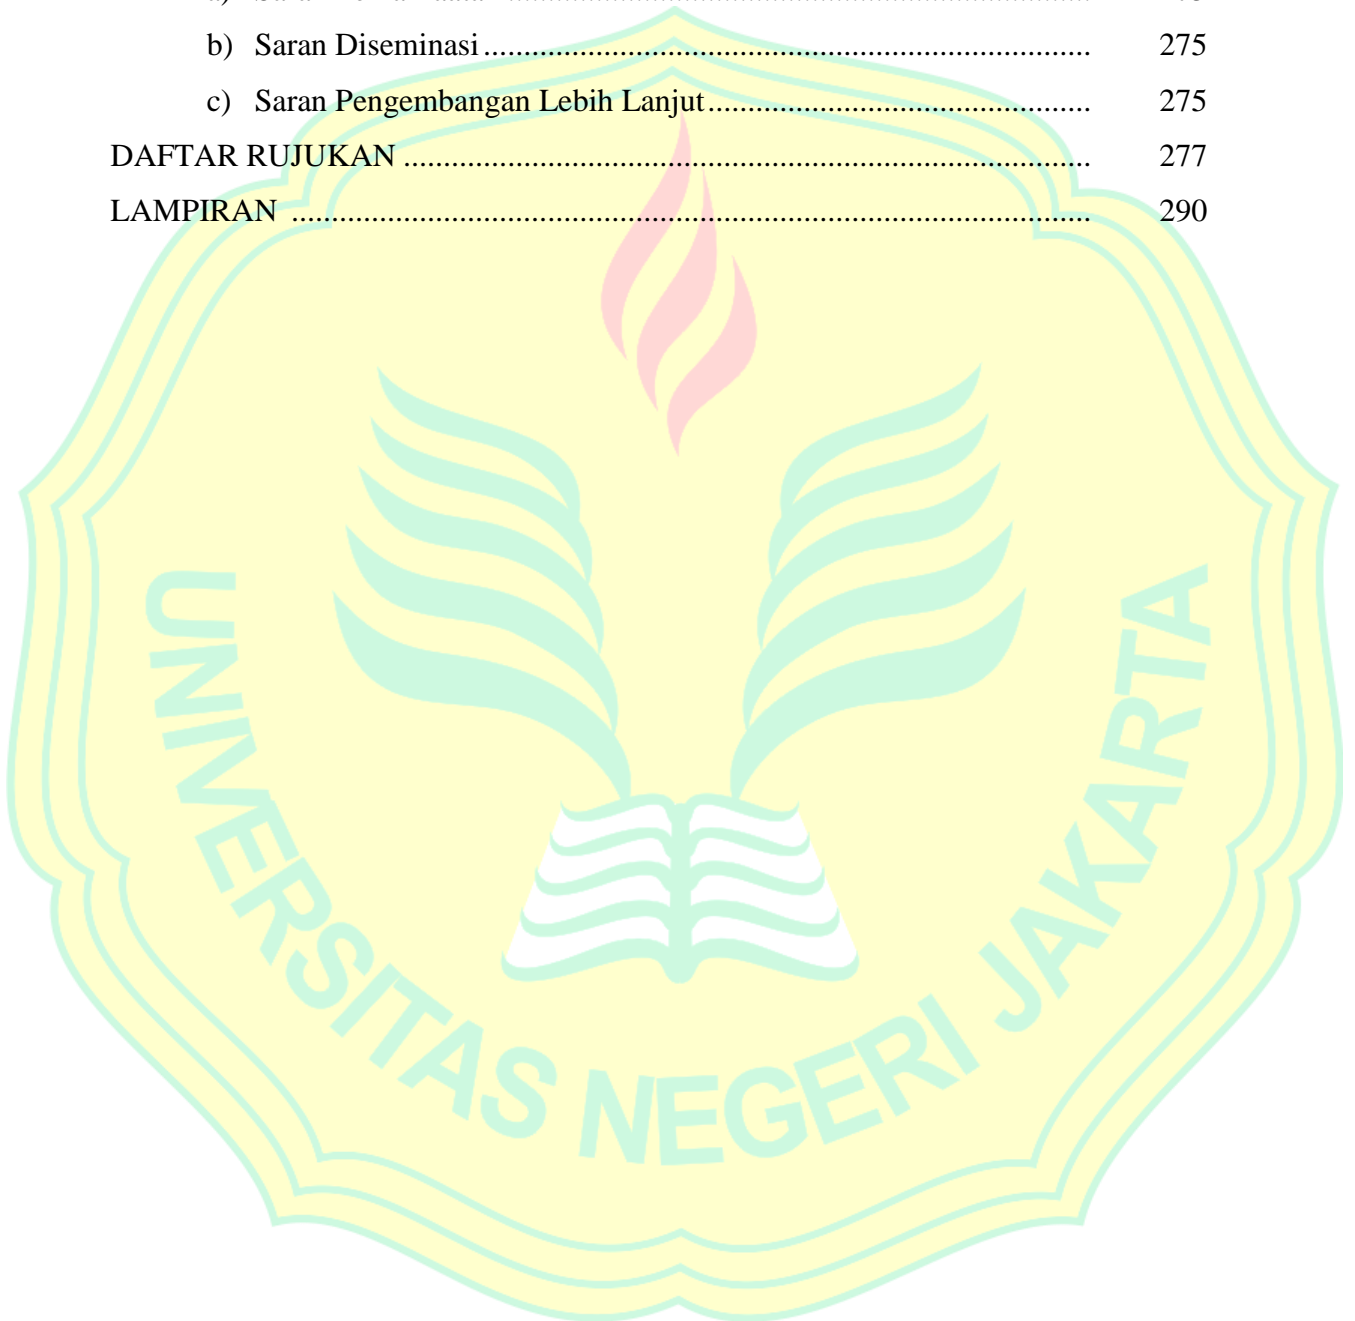 b) Saran Diseminasi ........................................................................... 275
c) Saran Pengembangan Lebih Lanjut ............................................... 275
DAFTAR RUJUKAN ..................................................................................... 277
LAMPIRAN ................................................................................................... 290
UNIVERSITAS NEGERI JAKARTA